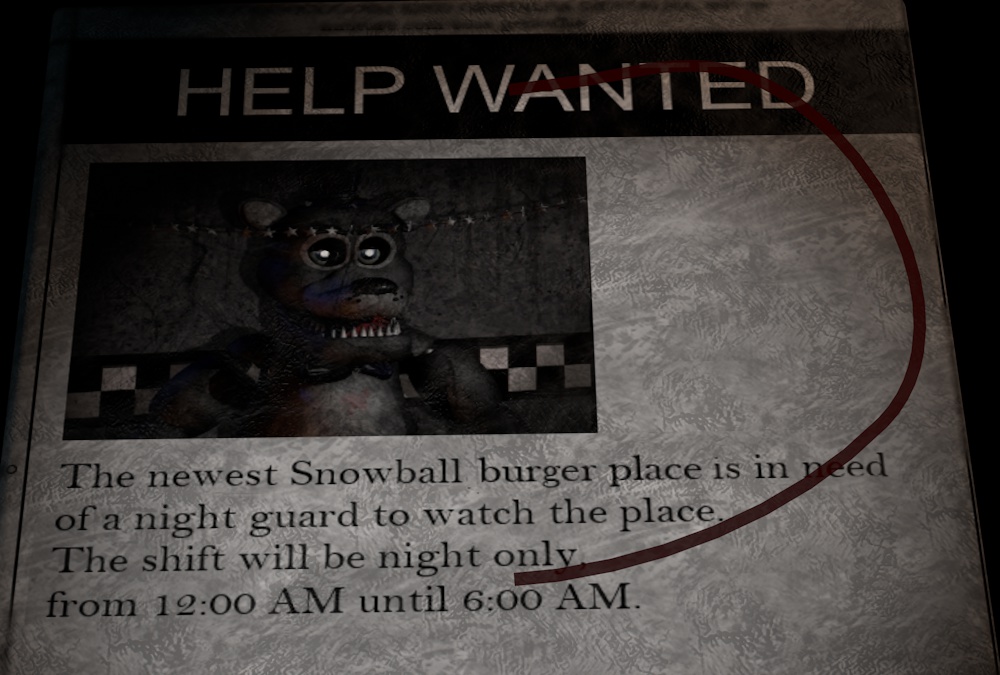 HELP WANTED
The newest Snowball burger place is in need
of a night guard to watch the place.
The shift will be night only,
from 12:00 AM until 6:00 AM.